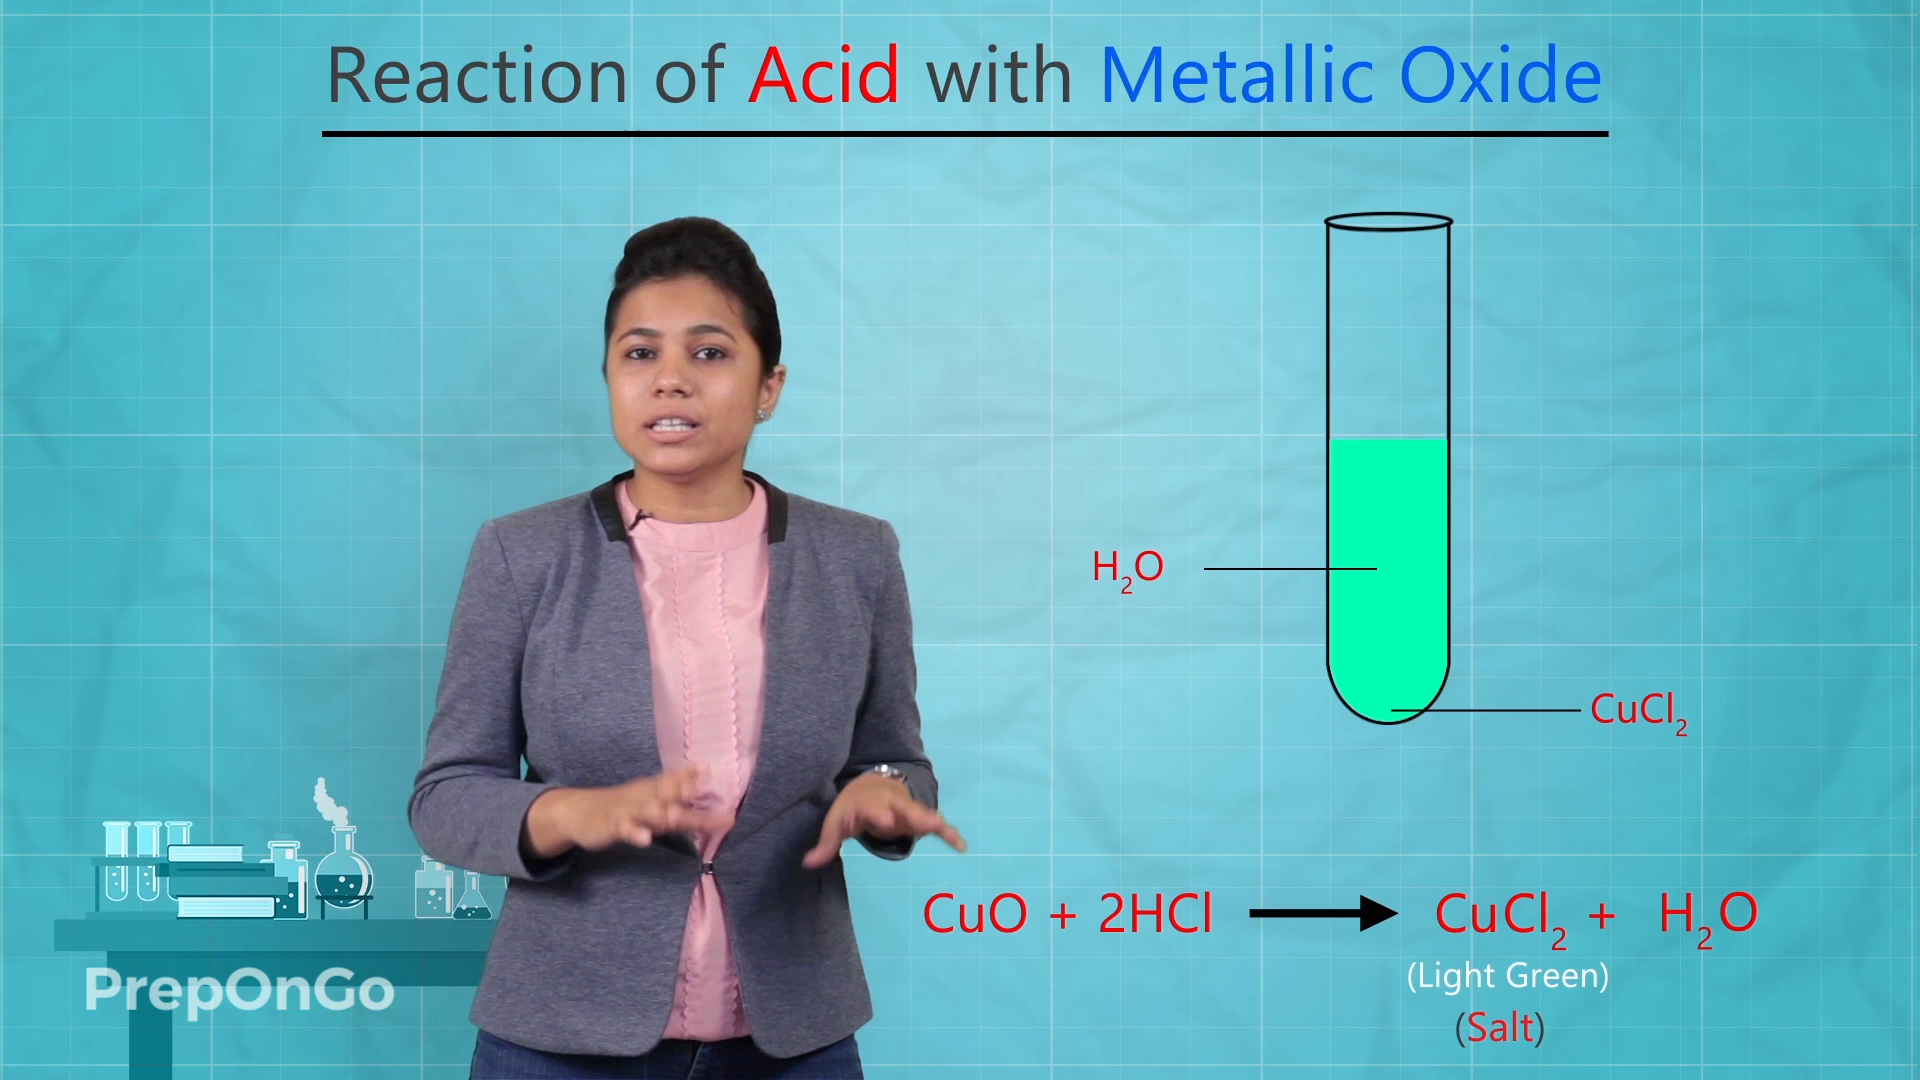 Reaction of Acid with Metallic Oxide
H₂O
CuCl₂
CuO + 2HCl → CuCl₂ + H₂O
(Light Green)
(Salt)
PrepOnGo